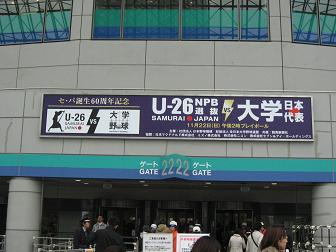 セ・パ誕生60周年記念
U-26
SAMURAI JAPAN
VS
大学
野球
U-26 NPB選抜
SAMURAI JAPAN
大学日本代表
11月22日(日) 午後2時プレイボール
ゲート 22 ゲート
GATE 22 GATE